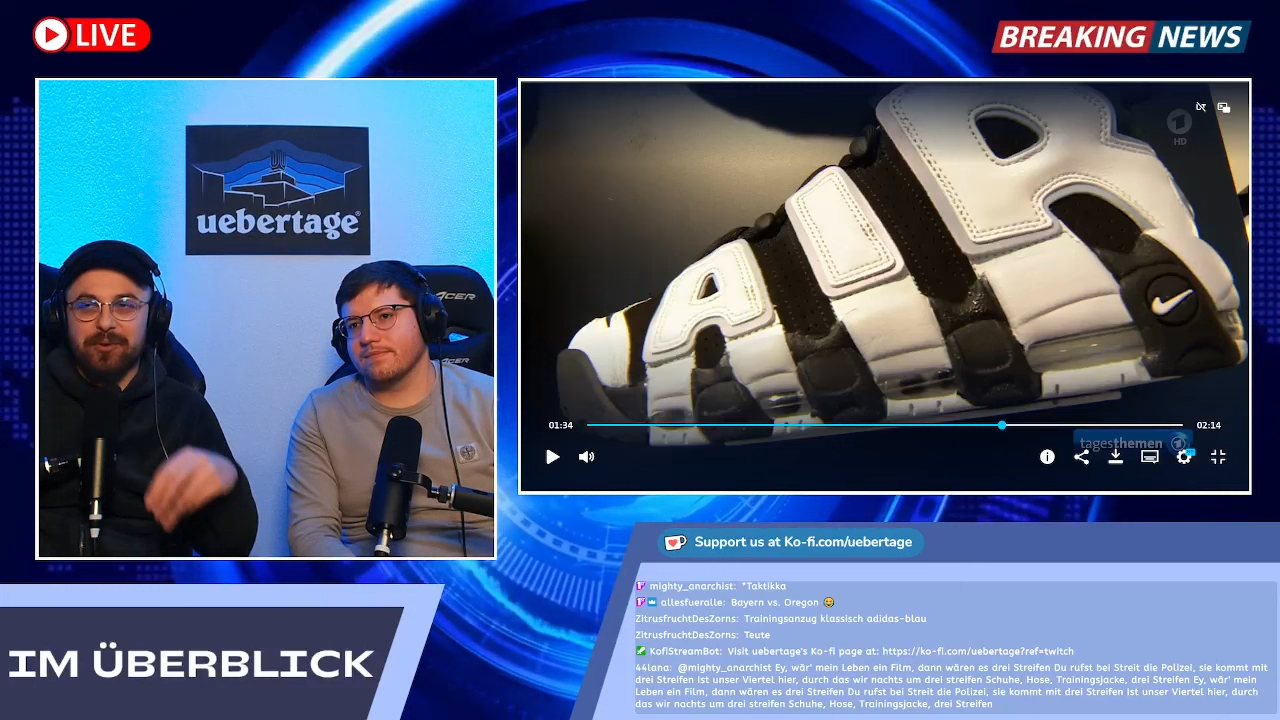 LIVE
BREAKING NEWS
uebertage®
ACER
ACER
HD
AIR
01:34
02:14
tagesthemen
Support us at Ko-fi.com/uebertage
mighty_anarchist: *Taktikka
allesfueralle: Bayern vs. Oregon 😂
ZitrusfruchtDesZorns: Trainingsanzug klassisch adidas-blau
ZitrusfruchtDesZorns: Teute
KofiStreamBot: Visit uebertage's Ko-fi page at: https://ko-fi.com/uebertage?ref=twitch
44lana: @mighty_anarchist Ey, wär' mein Leben ein Film, dann wären es drei Streifen Du rufst bei Streit die Polizei, sie kommt mit
drei Streifen Ist unser Viertel hier, durch das wir nachts um drei streifen Schuhe, Hose, Trainingsjacke, drei Streifen Ey, wär' mein
Leben ein Film, dann wären es drei Streifen Du rufst bei Streit die Polizei, sie kommt mit drei Streifen Ist unser Viertel hier, durch
das wir nachts um drei streifen Schuhe, Hose, Trainingsjacke, drei Streifen
IM ÜBERBLICK